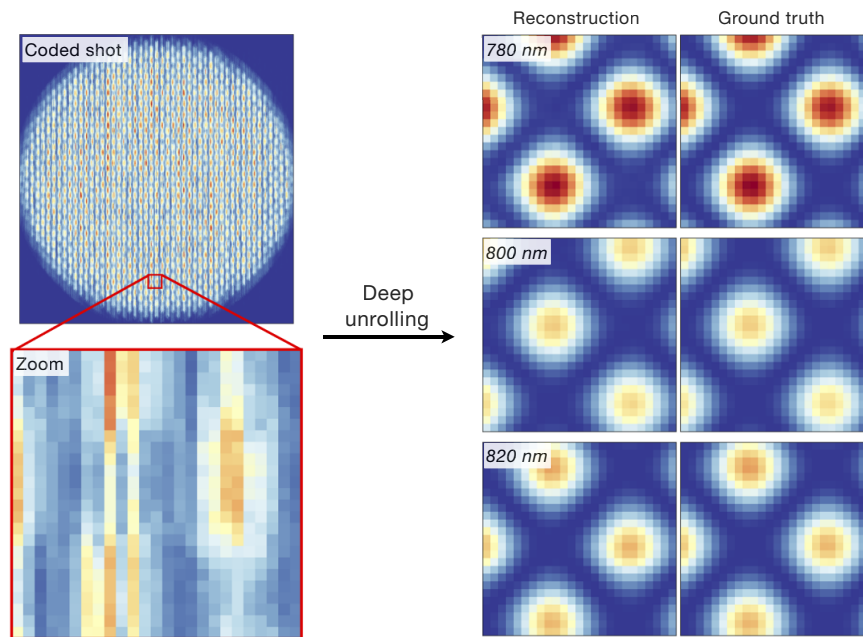 Reconstruction
Ground truth
Coded shot
780 nm
Deep
unrolling
800 nm
Zoom
820 nm